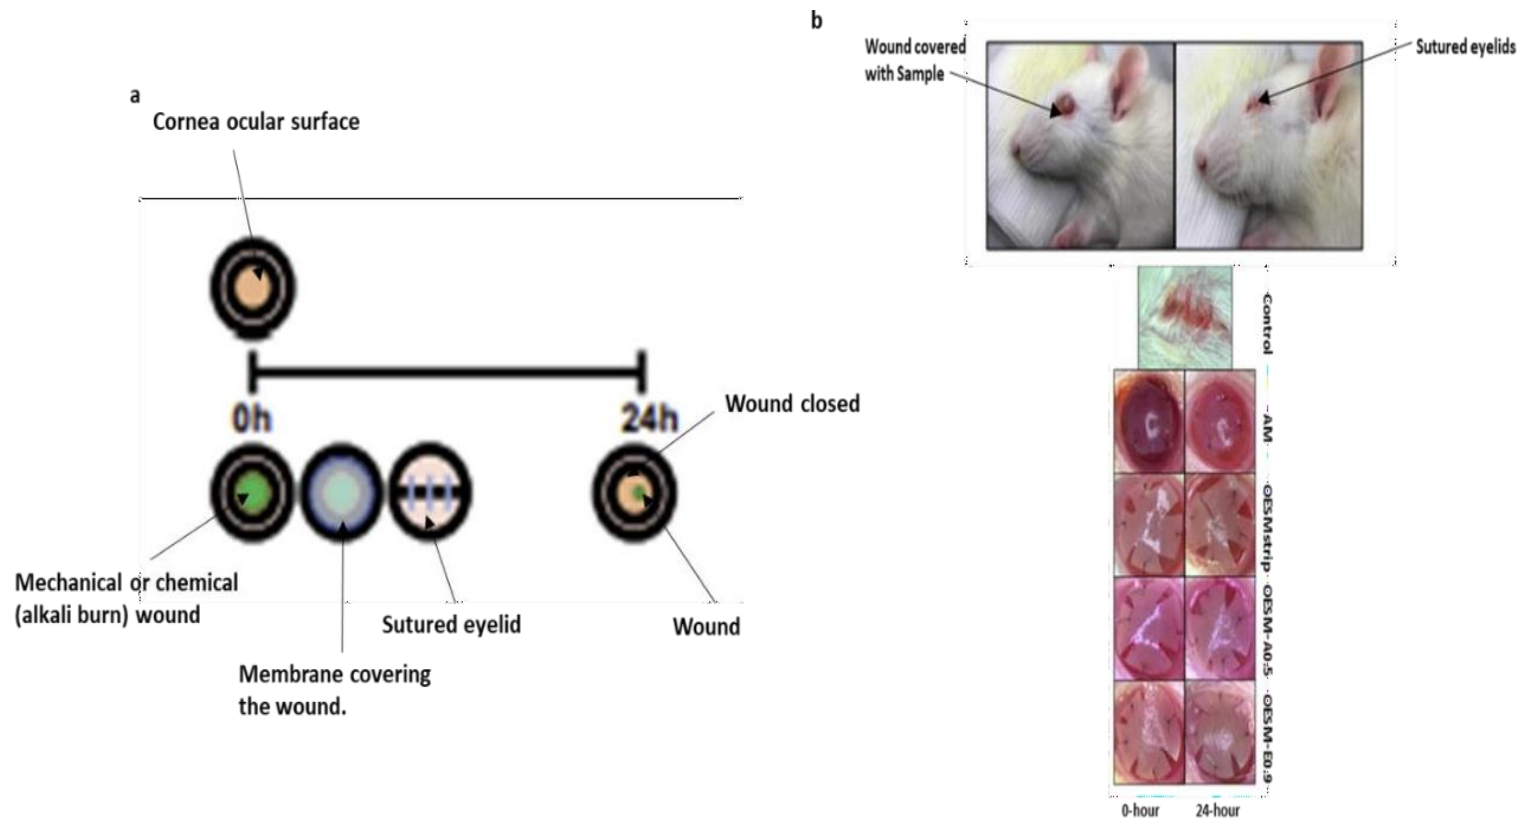 a
Cornea ocular surface
0h
24h
Wound closed
Mechanical or chemical
(alkali burn) wound
Sutured eyelid
Wound
Membrane covering
the wound.
b
Wound covered
with Sample
Sutured eyelids
Control
AM
OESMstrip
OESM-A0.5
OESM-E0.9
0-hour
24-hour